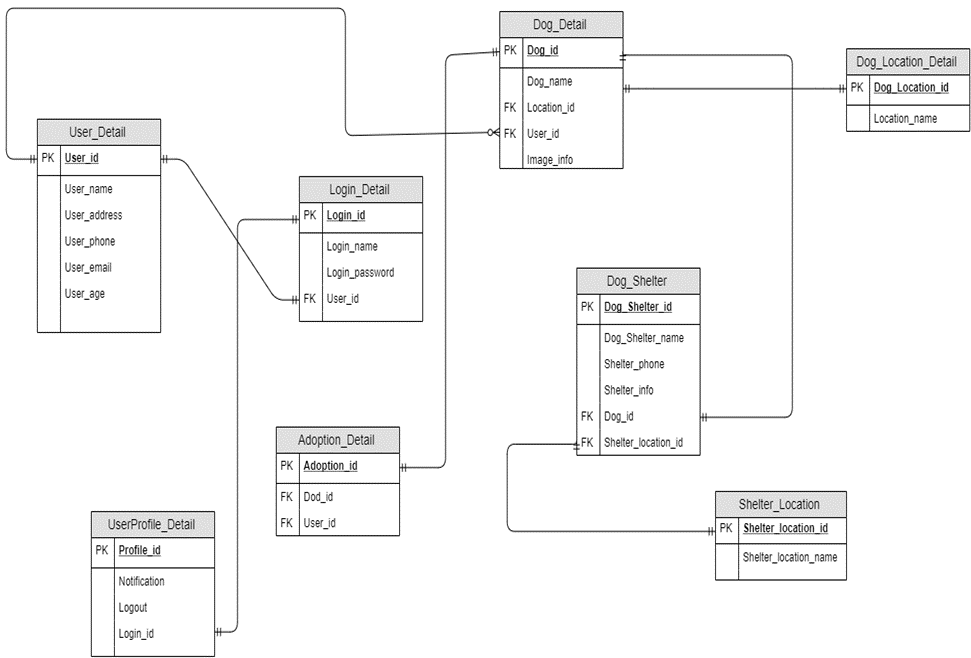 Dog_Detail
PK Dog_id
Dog_name
FK Location_id
FK User_id
Image_info
Dog_Location_Detail
PK Dog_Location_id
Location_name
User_Detail
PK User_id
User_name
User_address
User_phone
User_email
User_age
Login_Detail
PK Login_id
Login_name
Login_password
FK User_id
Dog_Shelter
PK Dog_Shelter_id
Dog_Shelter_name
Shelter_phone
Shelter_info
FK Dog_id
FK Shelter_location_id
Adoption_Detail
PK Adoption_id
FK Dod_id
FK User_id
Shelter_Location
PK Shelter_location_id
Shelter_location_name
UserProfile_Detail
PK Profile_id
Notification
Logout
Login_id